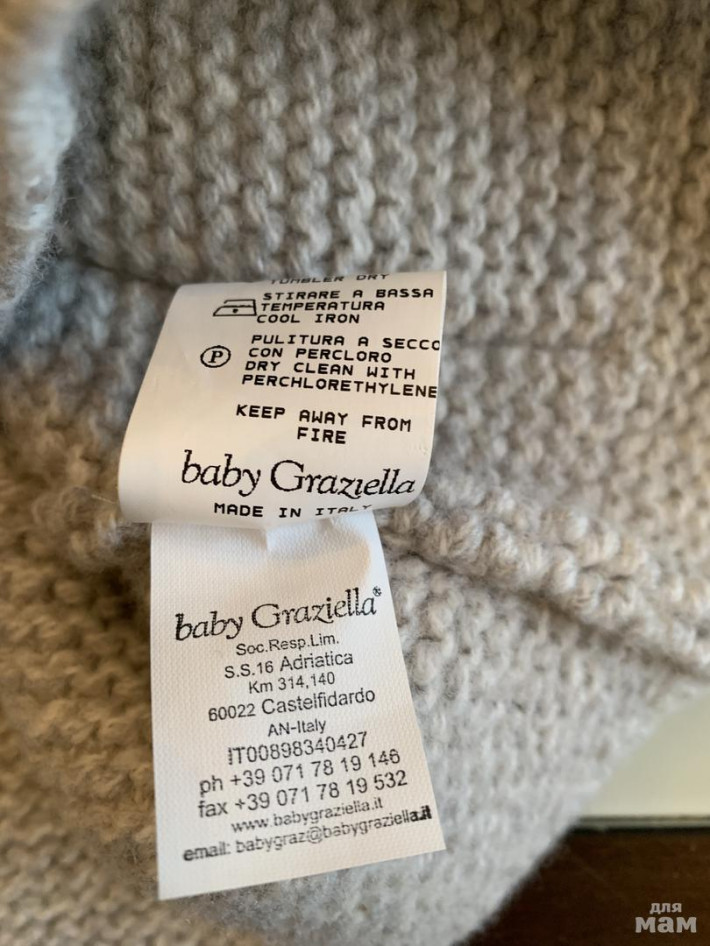 TUMBLER DRY
STIRARE A BASSA
TEMPERATURA
COOL IRON
P
PULITURA A SECCO
CON PERCLORO
DRY CLEAN WITH
PERCHLORETHYLENE
KEEP AWAY FROM
FIRE
baby Graziella
MADE IN ITALY
baby Graziella®
Soc.Resp.Lim.
S.S.16 Adriatica
Km 314,140
60022 Castelfidardo
AN-Italy
IT00898340427
ph +39 071 78 19 146
fax +39 071 78 19 532
www.babygraziella.it
email: babygraz@babygraziella.it
для
мам